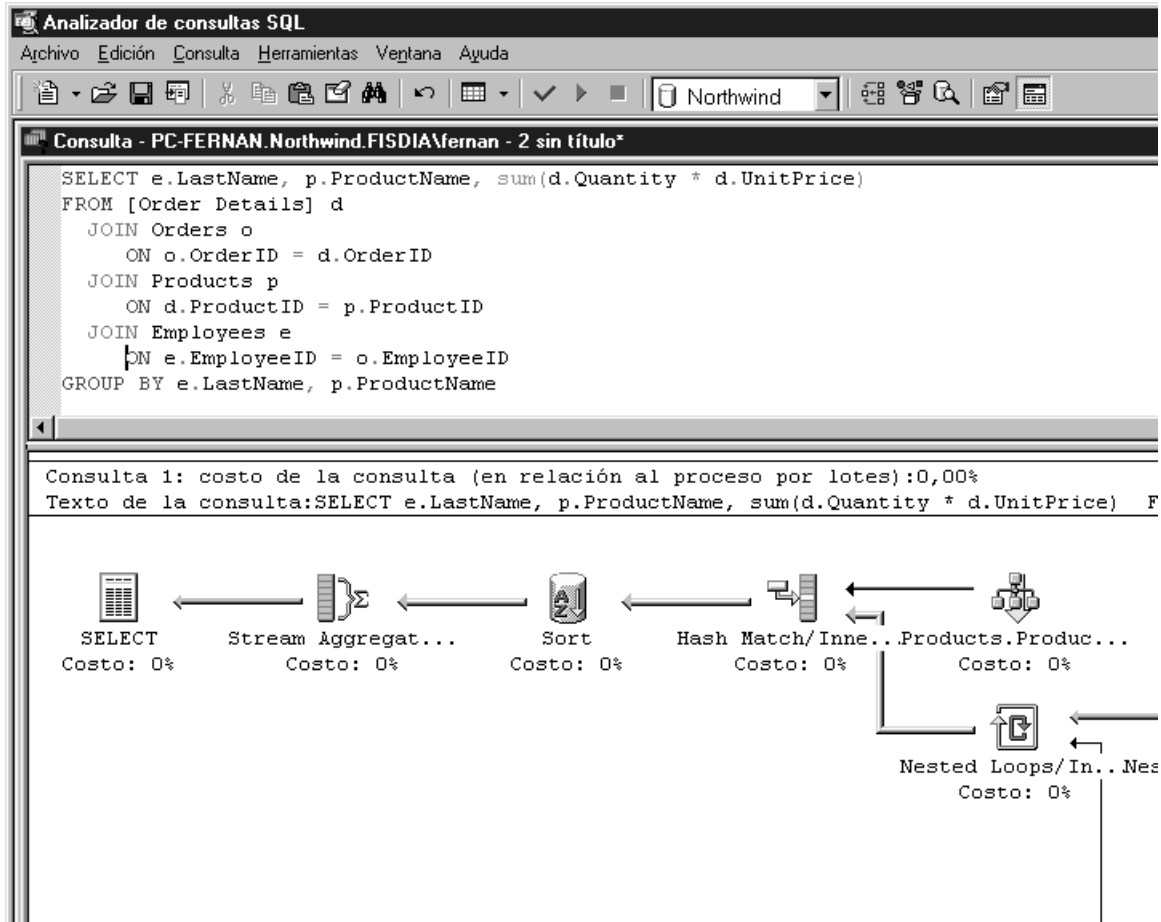 Analizador de consultas SQL
Archivo Edición Consulta Herramientas Ventana Ayuda
Northwind
Consulta - PC-FERNAN.Northwind.FISDIA\fernan - 2 sin título*
SELECT e.LastName, p.ProductName, sum(d.Quantity * d.UnitPrice)
FROM [Order Details] d
JOIN Orders o
ON o.OrderID = d.OrderID
JOIN Products p
ON d.ProductID = p.ProductID
JOIN Employees e
ON e.EmployeeID = o.EmployeeID
GROUP BY e.LastName, p.ProductName
Consulta 1: costo de la consulta (en relación al proceso por lotes):0,00%
Texto de la consulta:SELECT e.LastName, p.ProductName, sum(d.Quantity * d.UnitPrice) F
SELECT Stream Aggregat... Sort Hash Match/Inne...Products.Produc...
Costo: 0% Costo: 0% Costo: 0% Costo: 0% Costo: 0%
Nested Loops/In...Nes
Costo: 0%